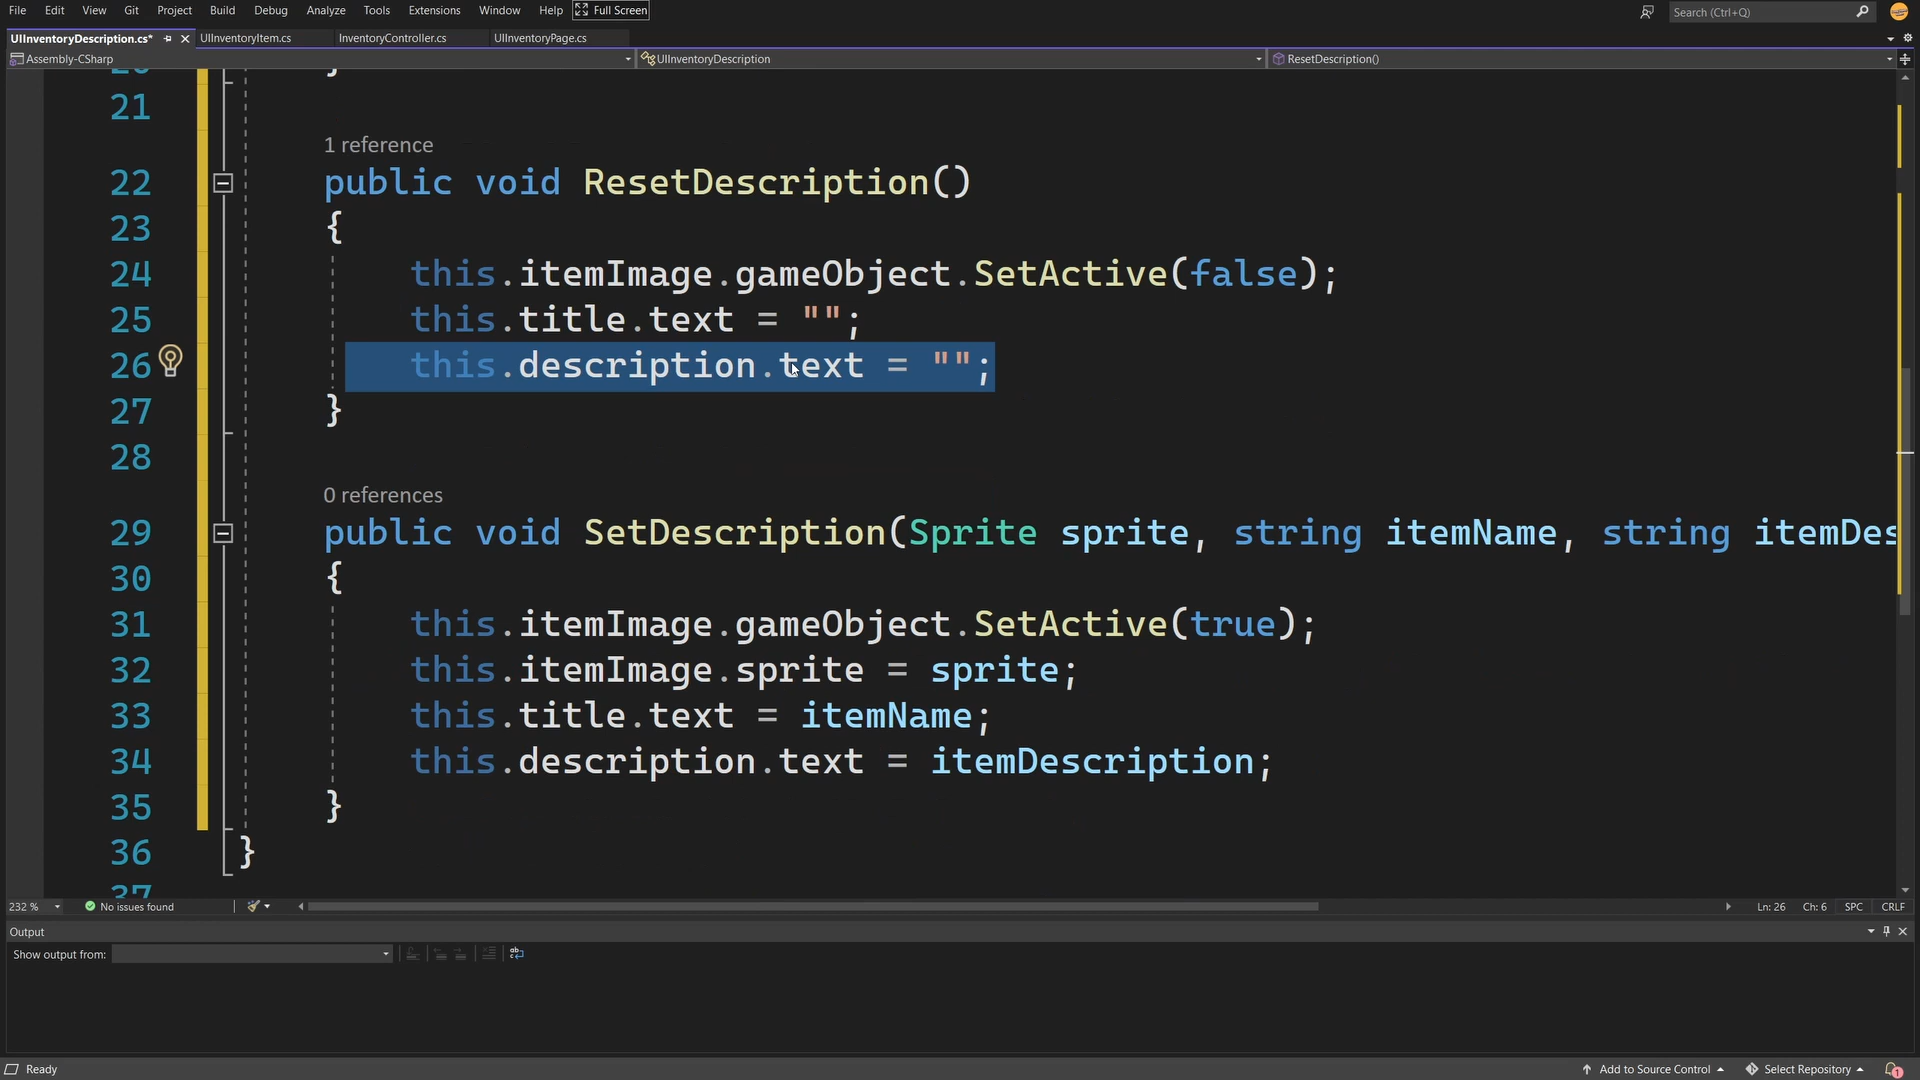 File Edit View Git Project Build Debug Analyze Tools Extensions Window Help Full Screen Search (Ctrl+Q)
UIInventoryDescription.cs* UIInventoryItem.cs InventoryController.cs UIInventoryPage.cs
Assembly-CSharp UIInventoryDescription ResetDescription()
21
1 reference
22 public void ResetDescription()
23 {
24 this.itemImage.gameObject.SetActive(false);
25 this.title.text = "";
26 this.description.text = "";
27 }
28
0 references
29 public void SetDescription(Sprite sprite, string itemName, string itemDes
30 {
31 this.itemImage.gameObject.SetActive(true);
32 this.itemImage.sprite = sprite;
33 this.title.text = itemName;
34 this.description.text = itemDescription;
35 }
36 }
37
232 % No issues found Ln: 26 Ch: 6 SPC CRLF
Output
Show output from:
Ready Add to Source Control Select Repository 1